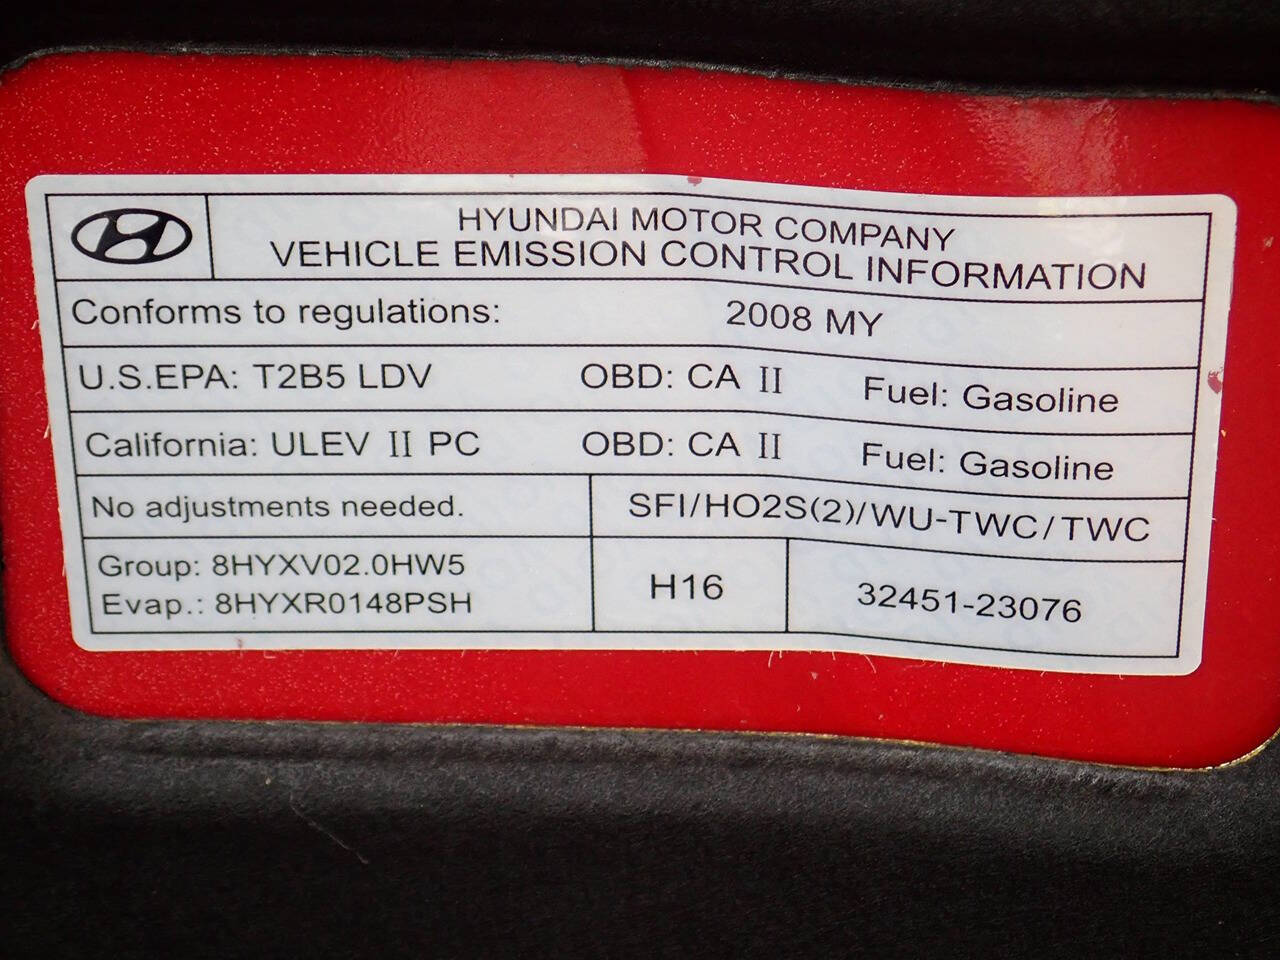 HYUNDAI MOTOR COMPANY
VEHICLE EMISSION CONTROL INFORMATION
Conforms to regulations: 2008 MY
U.S.EPA: T2B5 LDV OBD: CA II Fuel: Gasoline
California: ULEV II PC OBD: CA II Fuel: Gasoline
No adjustments needed. SFI/HO2S(2)/WU-TWC/TWC
Group: 8HYXV02.0HW5
Evap.: 8HYXR0148PSH
H16
32451-23076